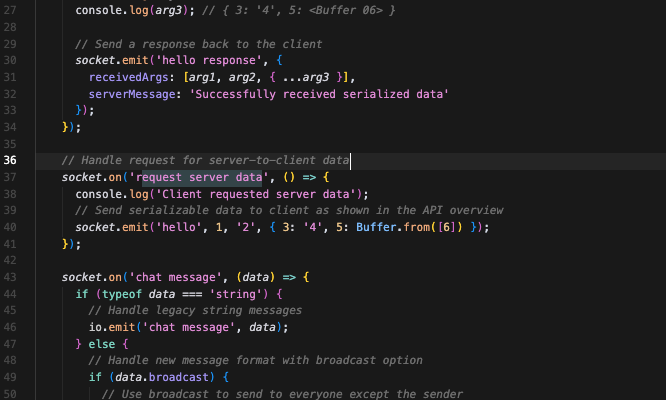 27 console.log(arg3); // { 3: '4', 5: <Buffer 06> }
28
29 // Send a response back to the client
30 socket.emit('hello response', {
31 receivedArgs: [arg1, arg2, { ...arg3 }],
32 serverMessage: 'Successfully received serialized data'
33 });
34 });
35
36 // Handle request for server-to-client data
37 socket.on('request server data', () => {
38 console.log('Client requested server data');
39 // Send serializable data to client as shown in the API overview
40 socket.emit('hello', 1, '2', { 3: '4', 5: Buffer.from([6]) });
41 });
42
43 socket.on('chat message', (data) => {
44 if (typeof data === 'string') {
45 // Handle legacy string messages
46 io.emit('chat message', data);
47 } else {
48 // Handle new message format with broadcast option
49 if (data.broadcast) {
50 // Use broadcast to send to everyone except the sender